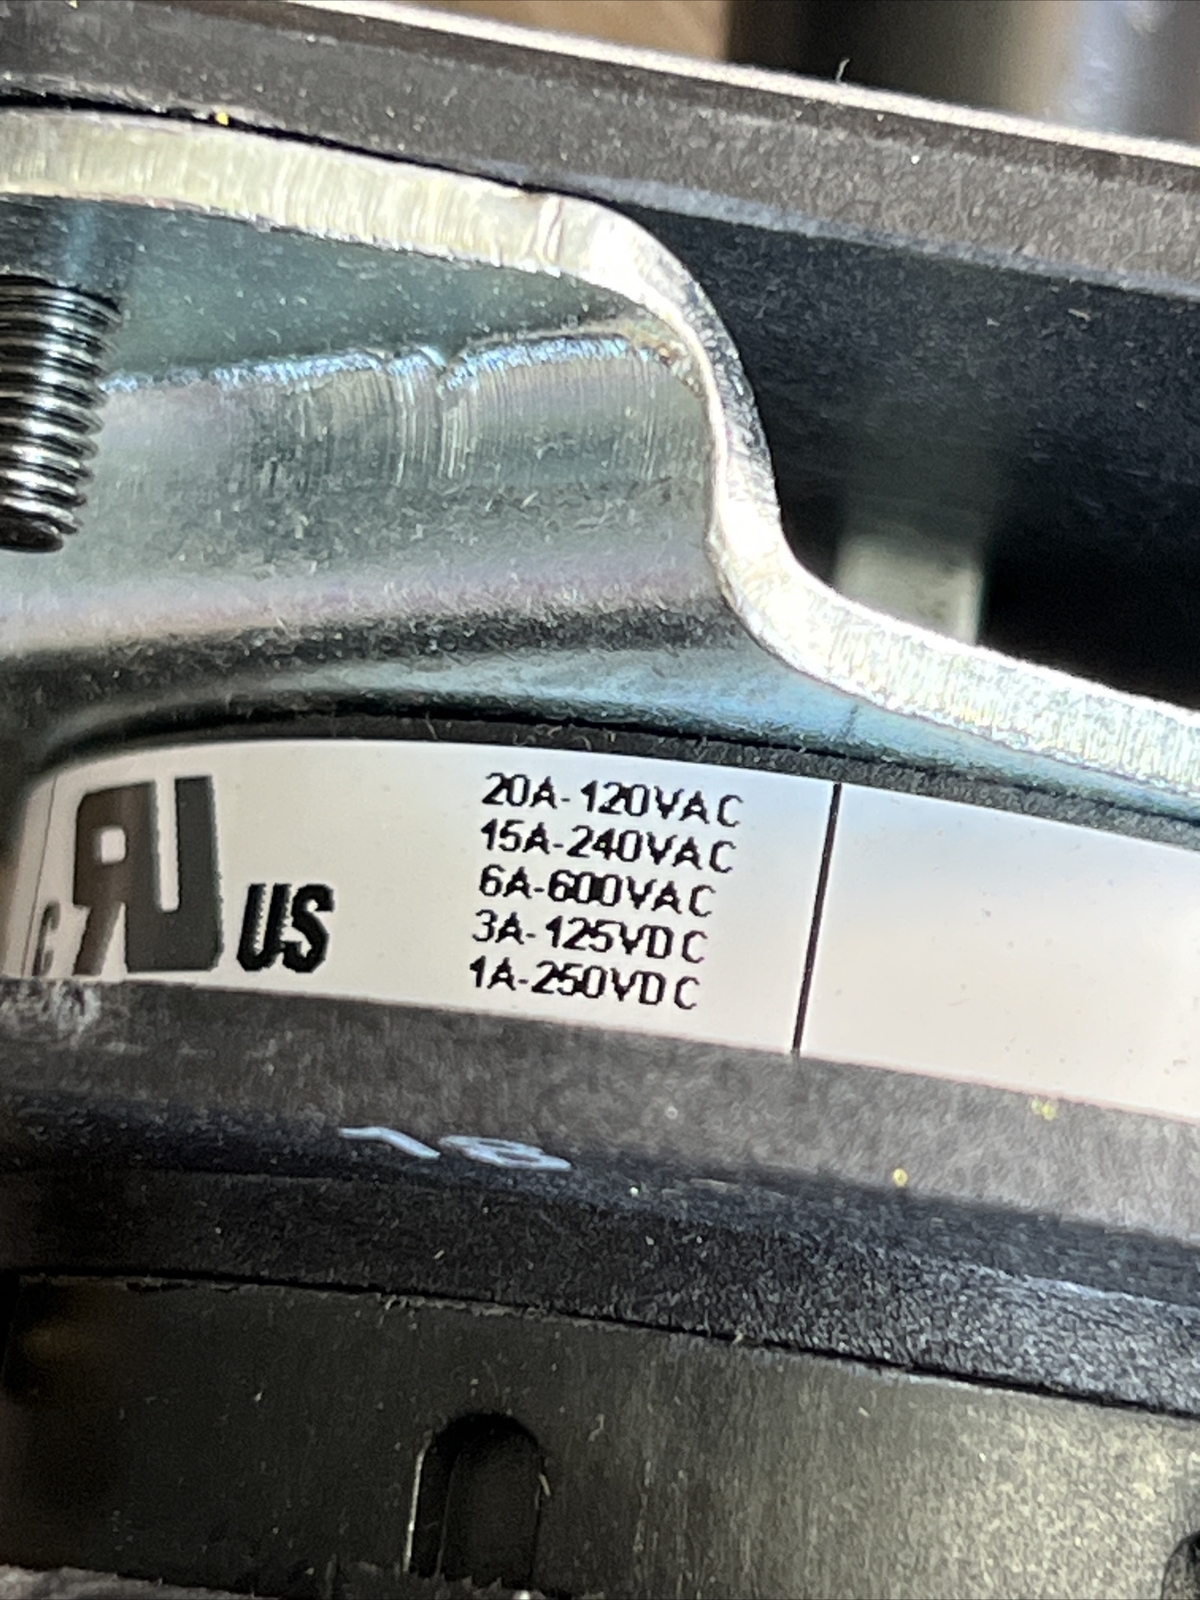 c RU US
20A-120VAC
15A-240VAC
6A-600VAC
3A-125VDC
1A-250VDC